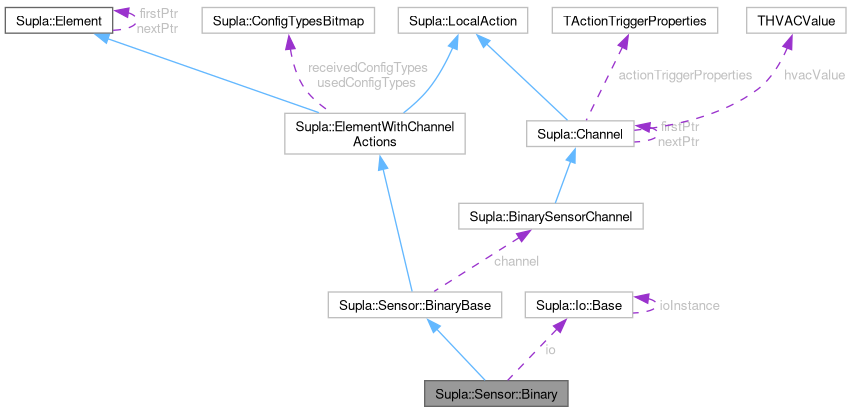 Supla::Element
firstPtr
nextPtr
Supla::ConfigTypesBitmap
Supla::LocalAction
TActionTriggerProperties
THVACValue
receivedConfigTypes
usedConfigTypes
actionTriggerProperties
hvacValue
Supla::ElementWithChannel
Actions
Supla::Channel
firstPtr
nextPtr
Supla::BinarySensorChannel
channel
Supla::Sensor::BinaryBase
Supla::Io::Base
ioInstance
io
Supla::Sensor::Binary